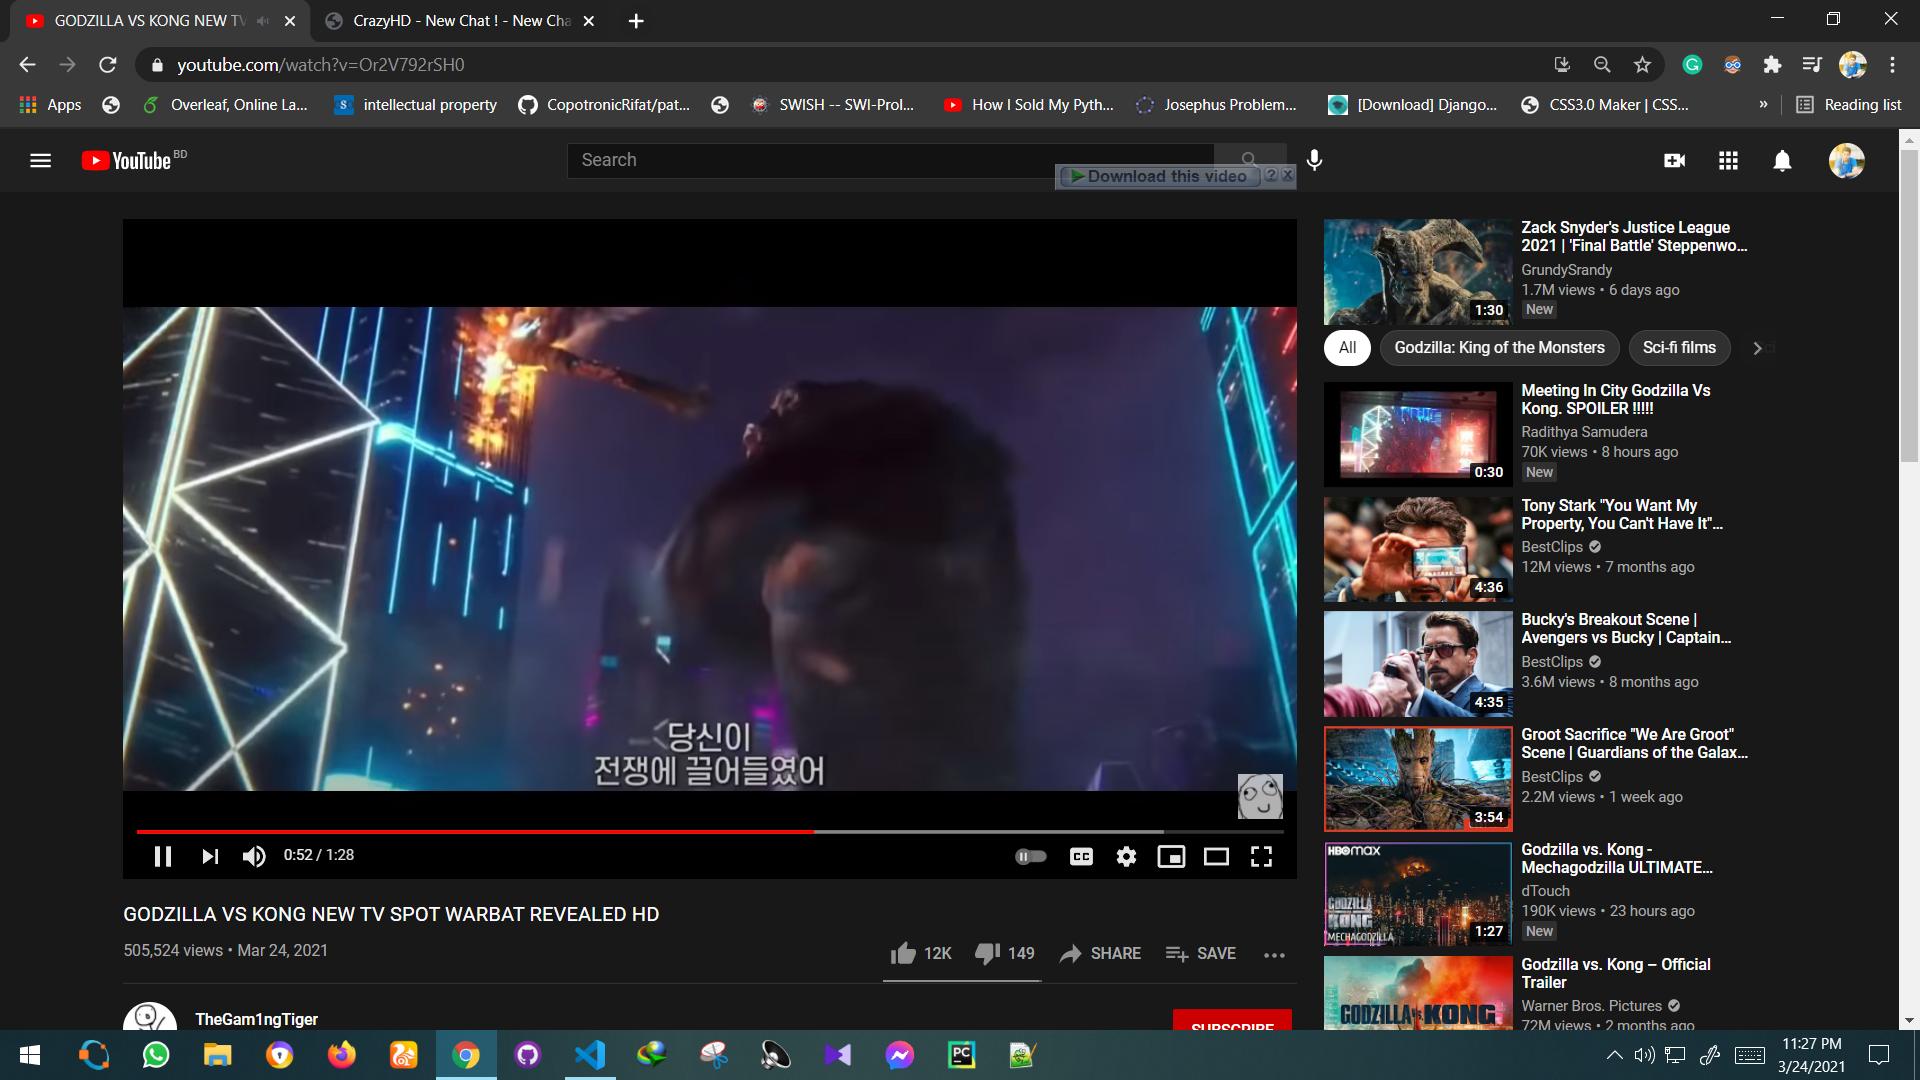 GODZILLA VS KONG NEW TV
CrazyHD - New Chat ! - New Cha
youtube.com/watch?v=Or2V792rSH0
Apps
Overleaf, Online La...
intellectual property
CopotronicRifat/pat...
SWISH -- SWI-Prol...
How I Sold My Pyth...
Josephus Problem...
[Download] Django...
CSS3.0 Maker | CSS...
»
Reading list
YouTube BD
Search
Download this video ? X
당신이
전쟁에 끌어들였어
0:52 / 1:28
CC
GODZILLA VS KONG NEW TV SPOT WARBAT REVEALED HD
505,524 views • Mar 24, 2021
12K
149
SHARE
SAVE
TheGam1ngTiger
SUBSCRIBE
Zack Snyder's Justice League
2021 | 'Final Battle' Steppenwo...
GrundySrandy
1.7M views • 6 days ago
New
1:30
All
Godzilla: King of the Monsters
Sci-fi films
Meeting In City Godzilla Vs
Kong. SPOILER !!!!!
Radithya Samudera
70K views • 8 hours ago
New
0:30
Tony Stark "You Want My
Property, You Can't Have It"...
BestClips
12M views • 7 months ago
4:36
Bucky's Breakout Scene |
Avengers vs Bucky | Captain...
BestClips
3.6M views • 8 months ago
4:35
Groot Sacrifice "We Are Groot"
Scene | Guardians of the Galax...
BestClips
2.2M views • 1 week ago
3:54
HBOmax
GODZILLA
KONG
MECHAGODZILLA
1:27
Godzilla vs. Kong -
Mechagodzilla ULTIMATE...
dTouch
190K views • 23 hours ago
New
GODZILLA vs. KONG
Godzilla vs. Kong – Official
Trailer
Warner Bros. Pictures
72M views • 2 months ago
PC
11:27 PM
3/24/2021